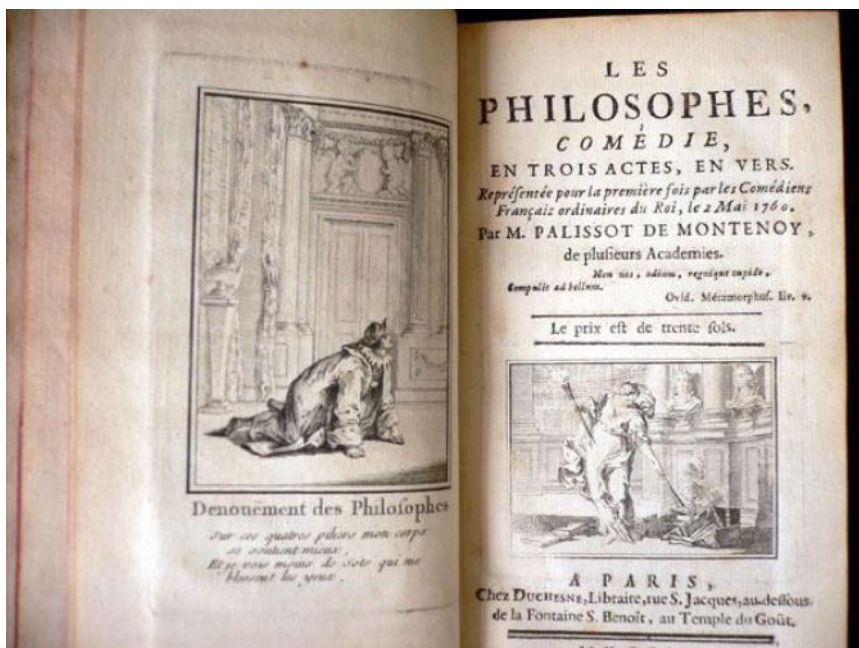 Denouëment des Philosophes
Sur ces quatres piliers mon corps
se soutient mieux,
Et je vois moins de Sots qui me
blessent les yeux,
LES
PHILOSOPHES,
COMÉDIE,
EN TROIS ACTES, EN VERS.
Représentée pour la première fois par les Comédiens
Français ordinaires du Roi, le 2 Mai 1760.
Par M. PALISSOT DE MONTENOY,
de plusieurs Academies.
Non nos, odium, regnique cupido,
Compulit ad bellum.
Ovid. Métamorphos. liv. 5.
Le prix est de trente sols.
A PARIS,
Chez DUCHESNE, Libraire, rue S. Jacques, au-dessous
de la Fontaine S. Benoît, au Temple du Goût.